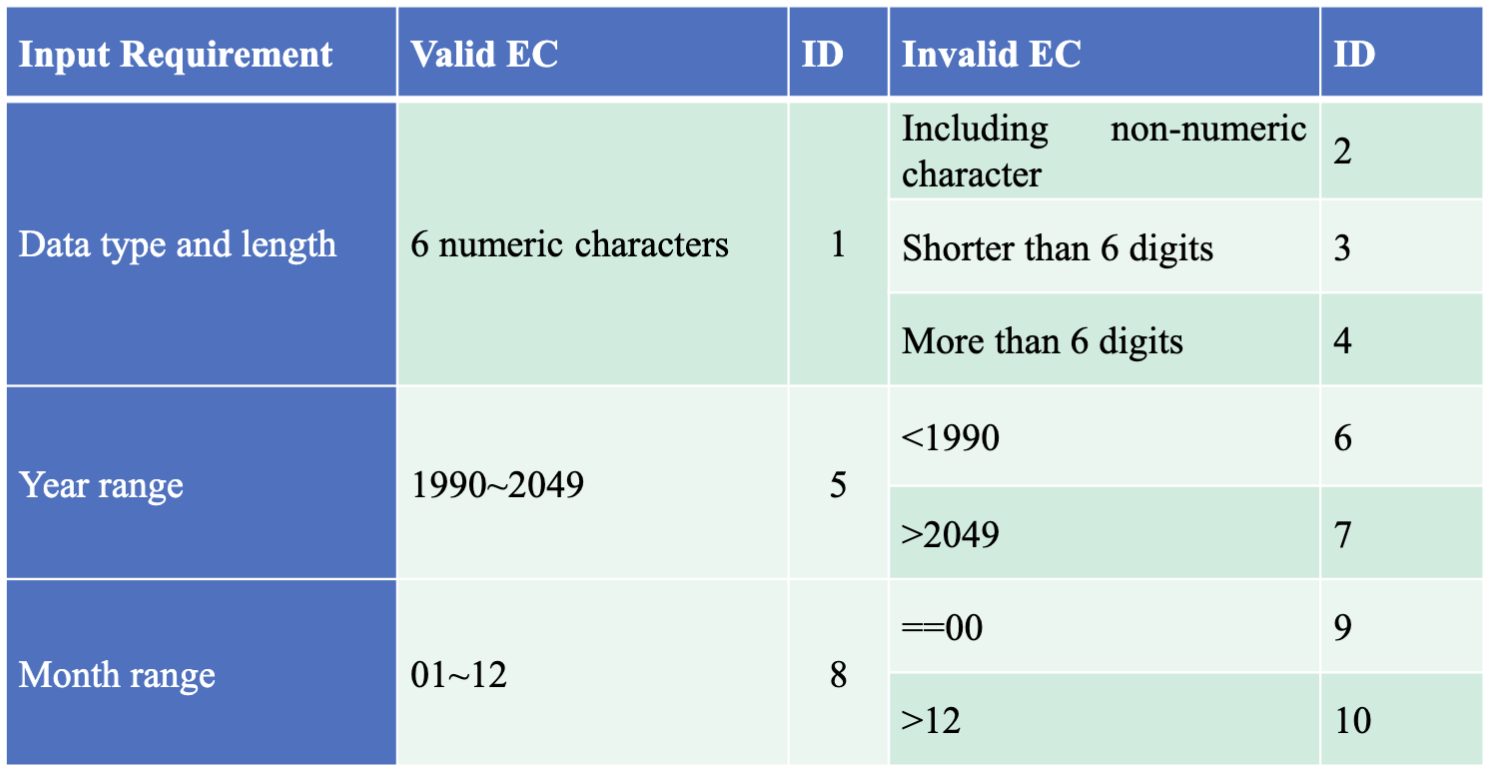 Input Requirement Valid EC ID Invalid EC ID
Data type and length 6 numeric characters 1 Including non-numeric
character 2
Shorter than 6 digits 3
More than 6 digits 4
Year range 1990~2049 5 <1990 6
>2049 7
Month range 01~12 8 ==00 9
>12 10